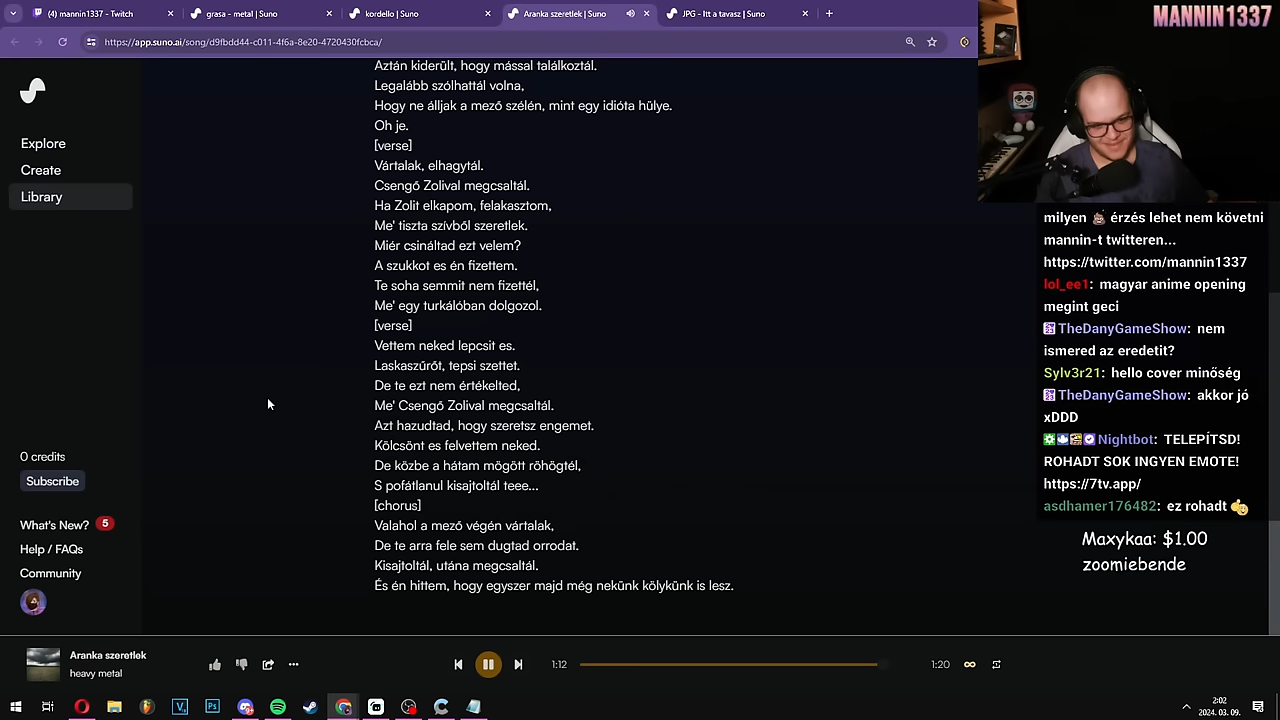 (4) mannin1337 - Twitch
grasa - metal | Suno
kordello | Suno
Aranka szeretlek | Suno
JPG - Itt a tavasz | Suno
https://app.suno.ai/song/d9fbdd44-c011-4f6a-8e20-4720430fcbca/
MANNIN1337
Explore
Create
Library
0 credits
Subscribe
What's New? 5
Help / FAQs
Community
Aztán kiderült, hogy mással találkoztál.
Legalább szólhattál volna,
Hogy ne álljak a mező szélén, mint egy idióta hülye.
Oh je.
[verse]
Vártalak, elhagytál.
Csengő Zolival megcsaltál.
Ha Zolit elkapom, felakasztom,
Me' tiszta szívből szeretlek.
Miér csináltad ezt velem?
A szukkot es én fizettem.
Te soha semmit nem fizettél,
Me' egy turkálóban dolgozol.
[verse]
Vettem neked lepcsit es.
Laskaszűrőt, tepsi szettet.
De te ezt nem értékelted,
Me' Csengő Zolival megcsaltál.
Azt hazudtad, hogy szeretsz engemet.
Kölcsönt es felvettem neked.
De közbe a hátam mögött röhögtél,
S pofátlanul kisajtoltál teee...
[chorus]
Valahol a mező végén vártalak,
De te arra fele sem dugtad orrodat.
Kisajtoltál, utána megcsaltál.
És én hittem, hogy egyszer majd még nekünk kölykünk is lesz.
milyen 💩 érzés lehet nem követni
mannin-t twitteren...
https://twitter.com/mannin1337
lol_ee1: magyar anime opening
megint geci
TheDanyGameShow: nem
ismered az eredetit?
Sylv3r21: hello cover minőség
TheDanyGameShow: akkor jó
xDDD
Nightbot: TELEPÍTSD!
ROHADT SOK INGYEN EMOTE!
https://7tv.app/
asdhamer176482: ez rohadt
Maxykaa: $1.00
zoomiebende
Aranka szeretlek
heavy metal
1:12
1:20
2:02
2024. 03. 09.